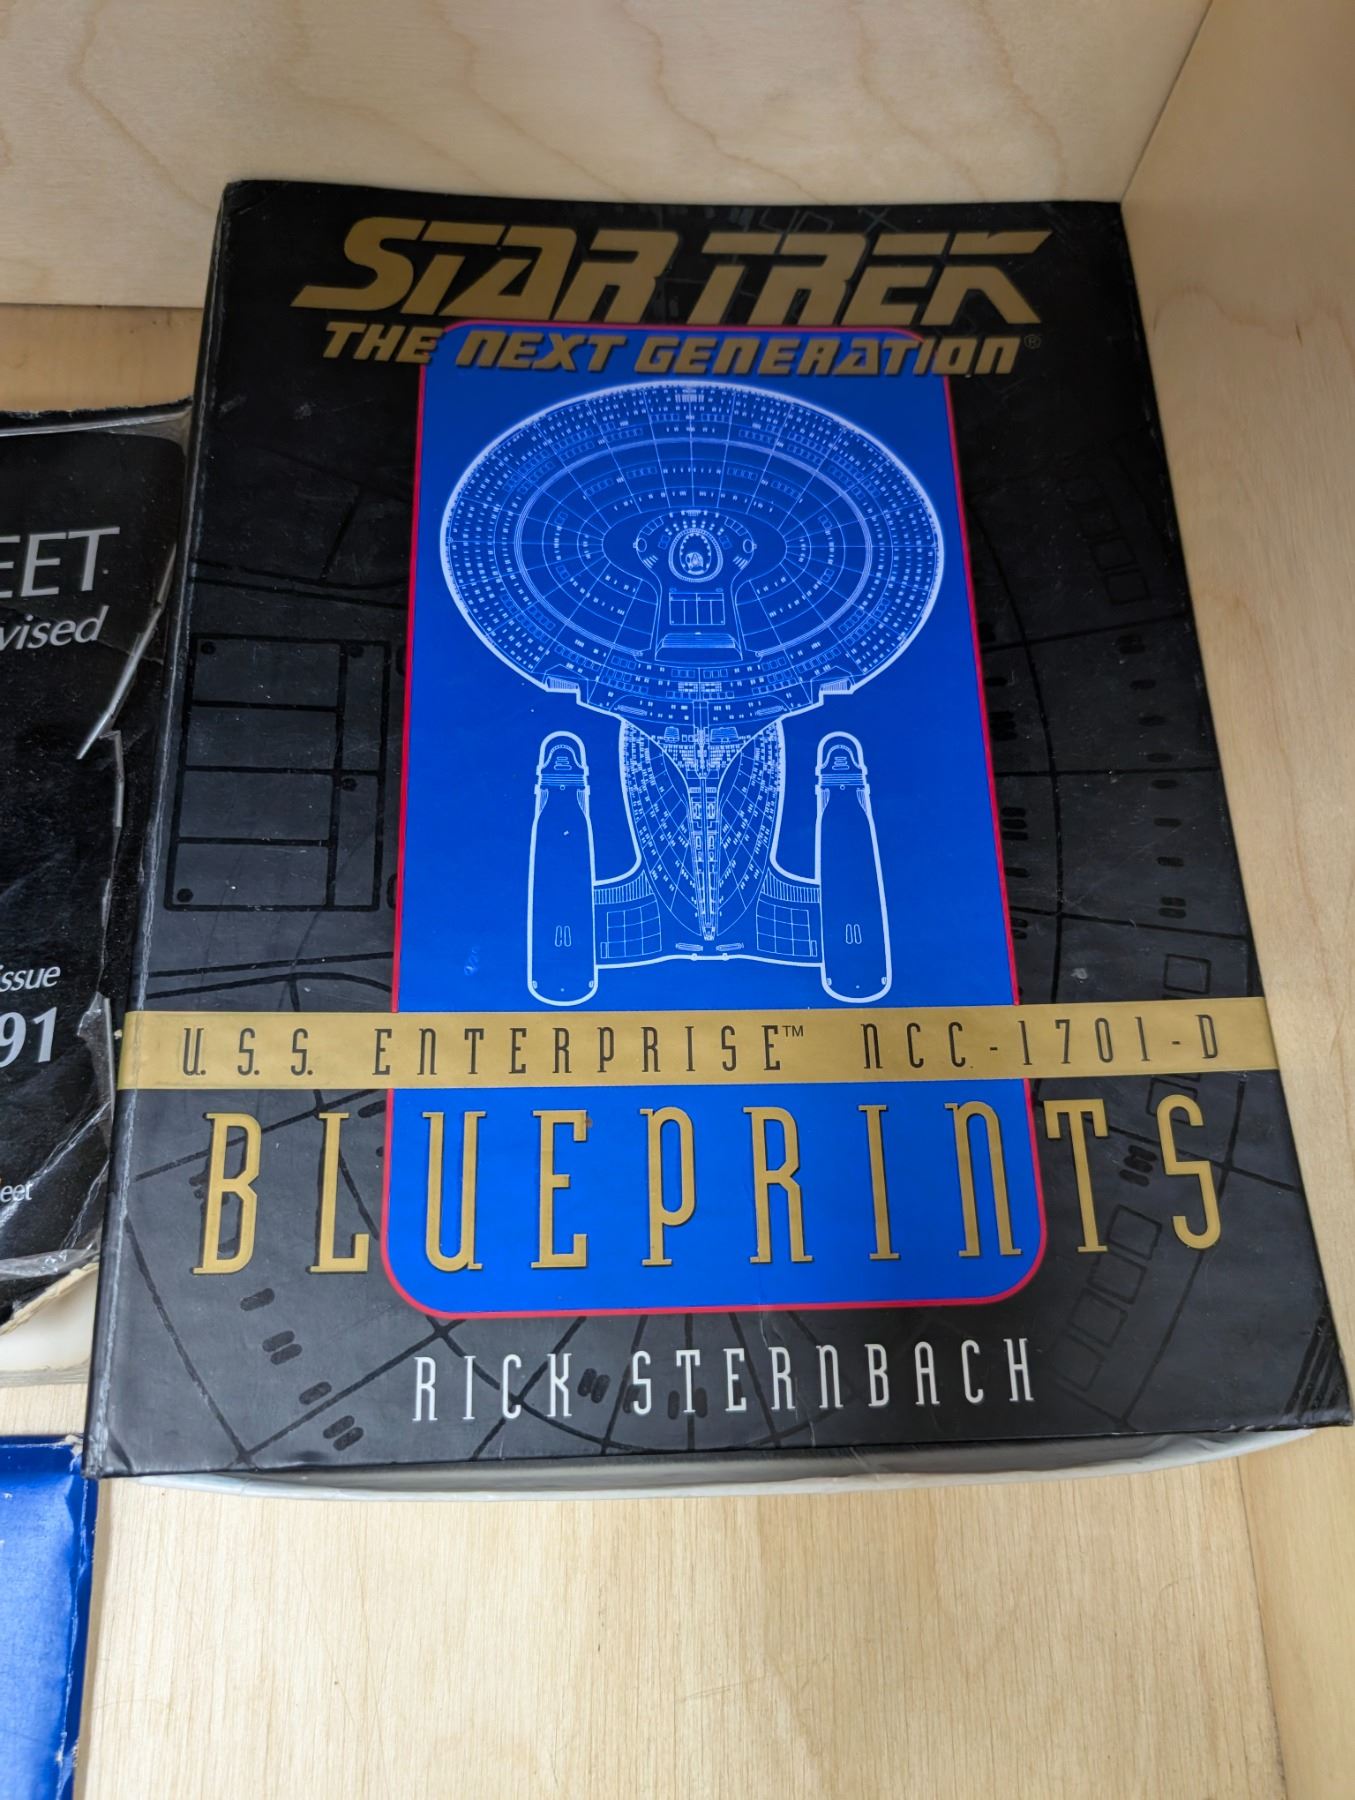 STAR TREK
THE NEXT GENERATION®
U.S.S. ENTERPRISE™ NCC-1701-D
BLUEPRINTS
RICK STERNBACH
EET
vised
issue
91
eet